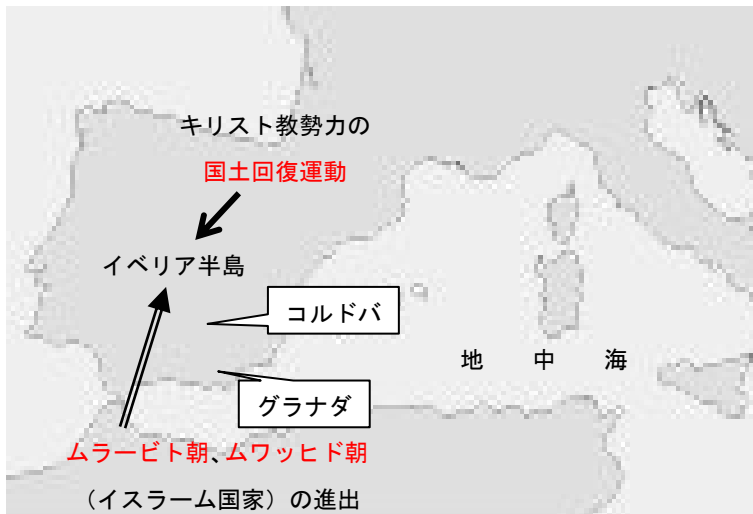 キリスト教勢力の
国土回復運動
イベリア半島
コルドバ
地中海
グラナダ
ムラービト朝、ムワッヒド朝
（イスラーム国家）の進出